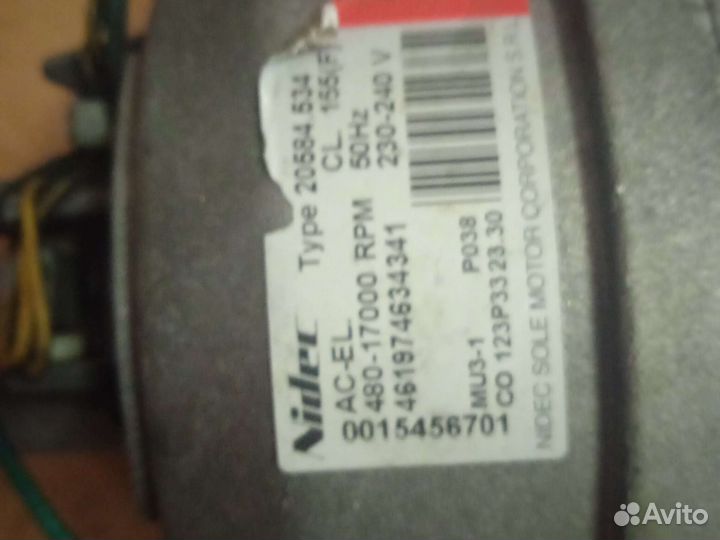 Nidec Type 20584.534
AC-EL. CL. 155(F)
480-17000 RPM 50Hz
461974634341 230-240 V
0015456701
MU3-1 P038
CO 123P33 23.30
NIDEC SOLE MOTOR CORPORATION S.R.L
Avito